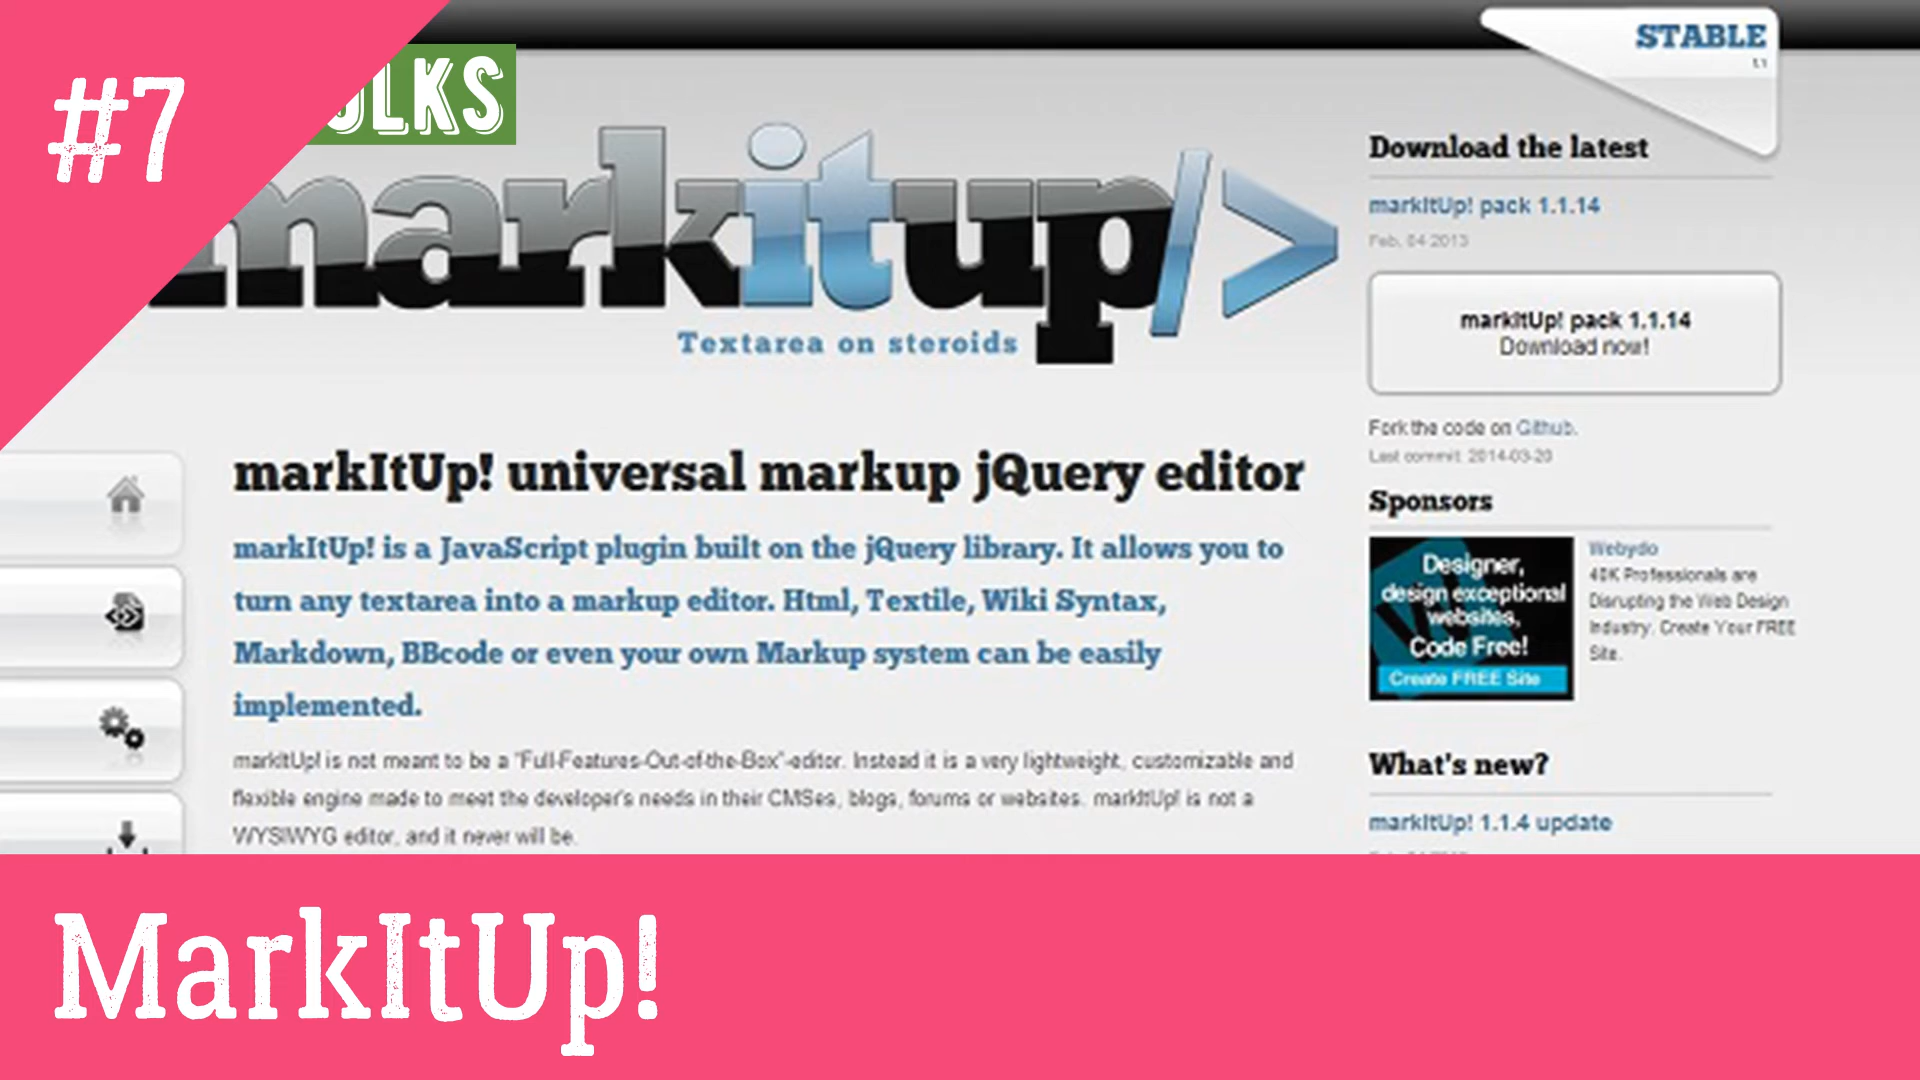 #7
STABLE
1.1
markitup/>
Textarea on steroids
Download the latest
markItUp! pack 1.1.14
Feb. 04 2013
markItUp! pack 1.1.14
Download now!
Fork the code on Github.
Last commit: 2014-03-20
Sponsors
Designer,
design exceptional
websites,
Code Free!
Create FREE Site
Webydo
40K Professionals are
Disrupting the Web Design
Industry. Create Your FREE
Site.
What's new?
markItUp! 1.1.4 update
markItUp! universal markup jQuery editor
markItUp! is a JavaScript plugin built on the jQuery library. It allows you to
turn any textarea into a markup editor. Html, Textile, Wiki Syntax,
Markdown, BBcode or even your own Markup system can be easily
implemented.
markItUp! is not meant to be a "Full-Features-Out-of-the-Box"-editor. Instead it is a very lightweight, customizable and
flexible engine made to meet the developer's needs in their CMSes, blogs, forums or websites. markItUp! is not a
WYSIWYG editor, and it never will be.
MarkItUp!